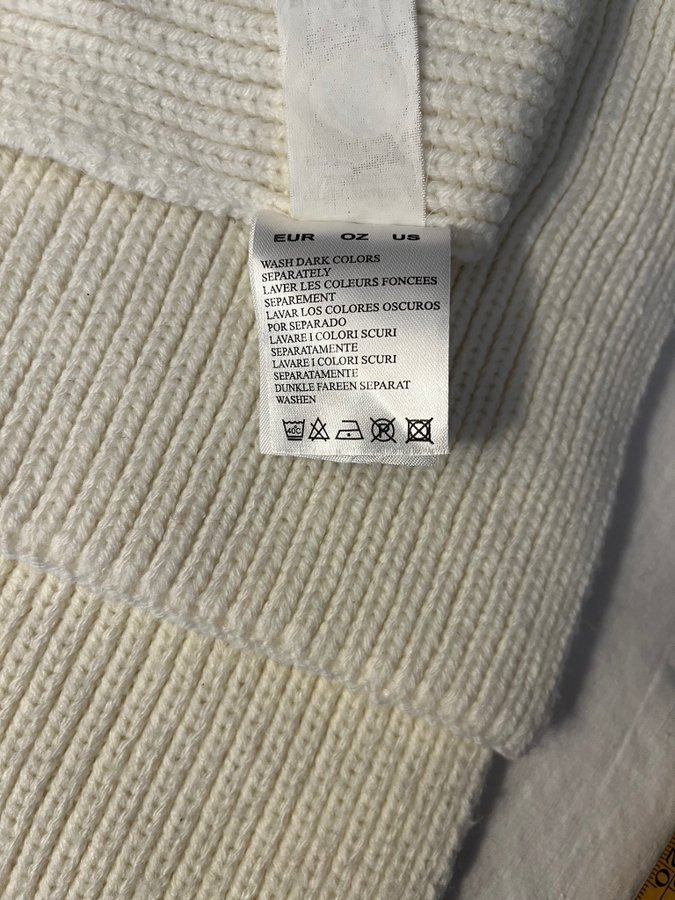 EUR OZ US
WASH DARK COLORS
SEPARATELY
LAVER LES COULEURS FONCEES
SEPAREMENT
LAVAR LOS COLORES OSCUROS
POR SEPARADO
LAVARE I COLORI SCURI
SEPARATAMENTE
LAVARE I COLORI SCURI
SEPARATAMENTE
DUNKLE FAREEN SEPARAT
WASHEN
40C R